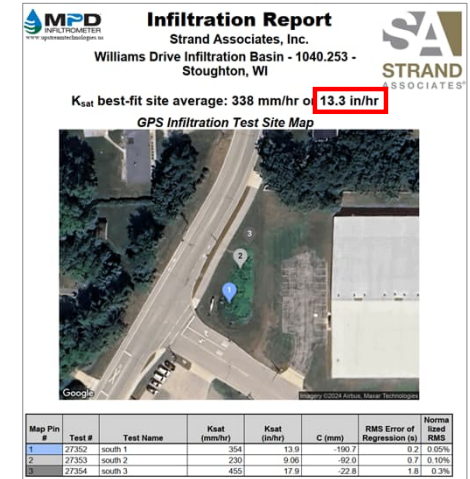 MPD
INFILTROMETER
www.upstreamtechnologies.us
Infiltration Report
Strand Associates, Inc.
Williams Drive Infiltration Basin - 1040.253 -
Stoughton, WI
SA
STRAND
ASSOCIATES®
Ksat best-fit site average: 338 mm/hr or 13.3 in/hr
GPS Infiltration Test Site Map
3
2
1
Google
Imagery ©2024 Airbus, Maxar Technologies
Map Pin # Test # Test Name Ksat (mm/hr) Ksat (in/hr) C (mm) RMS Error of Regression (s) Normalized RMS
1 27352 south 1 354 13.9 -190.7 0.2 0.05%
2 27353 south 2 230 9.06 -92.0 0.7 0.10%
3 27354 south 3 455 17.9 -22.8 1.8 0.3%